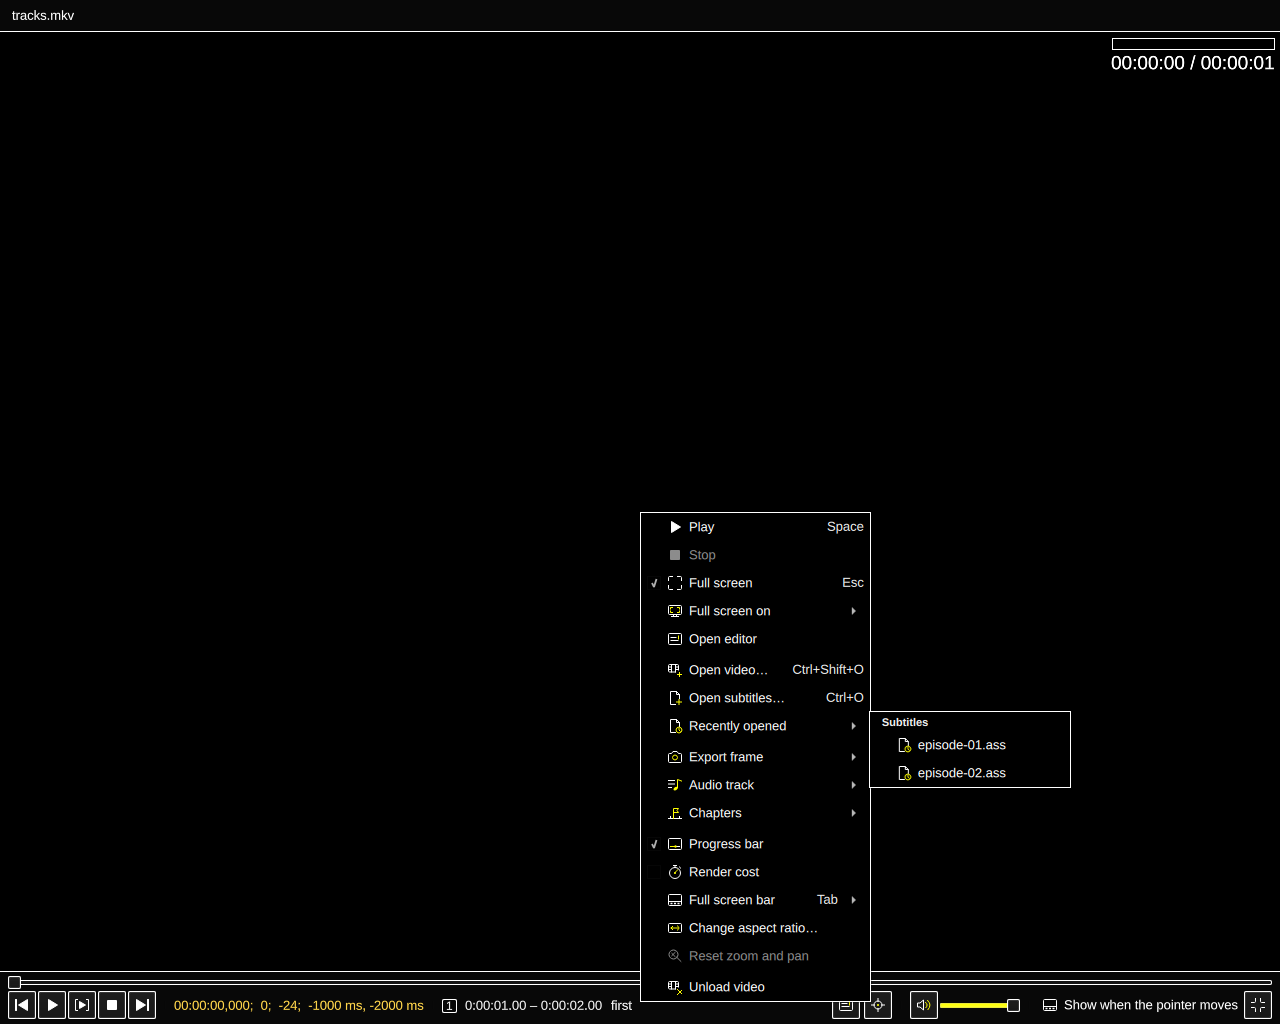 tracks.mkv
00:00:00 / 00:00:01
Play Space
Stop
Full screen Esc
Full screen on
Open editor
Open video… Ctrl+Shift+O
Open subtitles… Ctrl+O
Recently opened
Subtitles
episode-01.ass
episode-02.ass
Export frame
Audio track
Chapters
Progress bar
Render cost
Full screen bar Tab
Change aspect ratio…
Reset zoom and pan
Unload video
00:00:00,000; 0; -24; -1000 ms, -2000 ms 1 0:00:01.00 – 0:00:02.00 first Show when the pointer moves